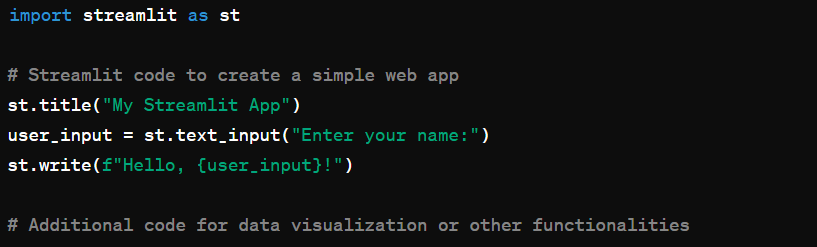 import streamlit as st
# Streamlit code to create a simple web app
st.title("My Streamlit App")
user_input = st.text_input("Enter your name:")
st.write(f"Hello, {user_input}!")
# Additional code for data visualization or other functionalities